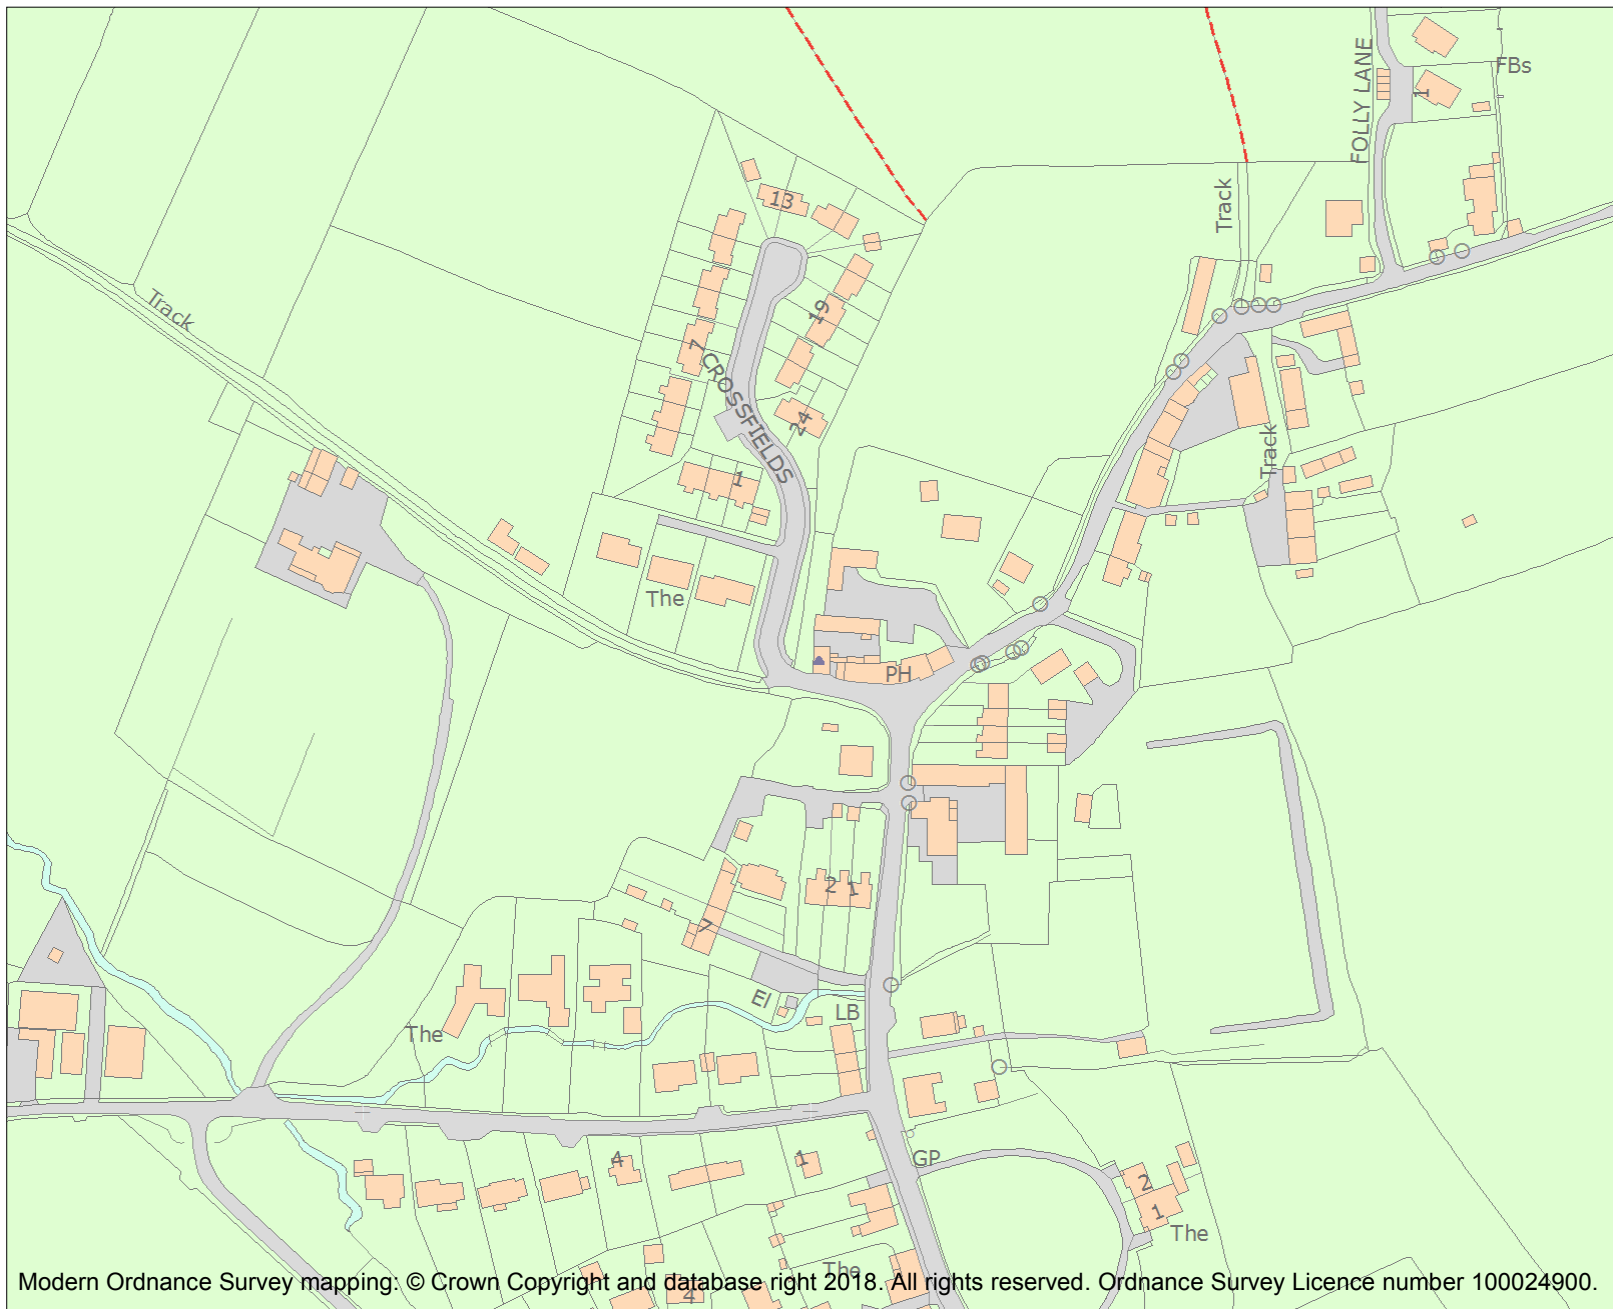 FOLLY LANE
FBs
1
Track
13
Track
19
7
CROSSFIELDS
24
Track
1
The
PH
2
1
7
El
LB
The
4
1
GP
2
1
The
The
4
Modern Ordnance Survey mapping: © Crown Copyright and database right 2018. All rights reserved. Ordnance Survey Licence number 100024900.